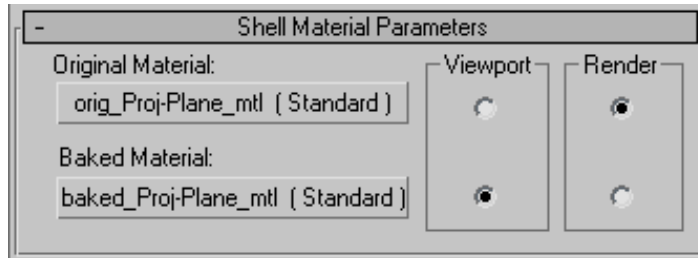 - Shell Material Parameters
Original Material: Viewport Render
orig_Proj-Plane_mtl ( Standard )
Baked Material:
baked_Proj-Plane_mtl ( Standard )